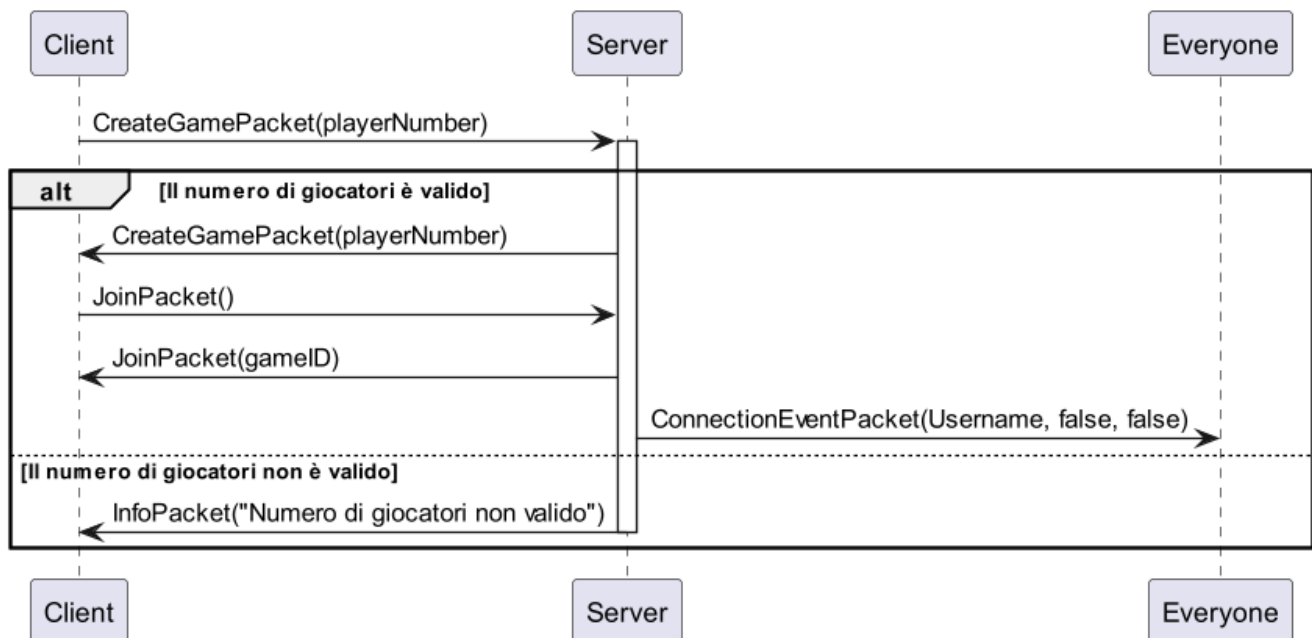 Client
Server
Everyone
CreateGamePacket(playerNumber)
alt
[Il numero di giocatori è valido]
CreateGamePacket(playerNumber)
JoinPacket()
JoinPacket(gameID)
ConnectionEventPacket(Username, false, false)
[Il numero di giocatori non è valido]
InfoPacket("Numero di giocatori non valido")
Client
Server
Everyone